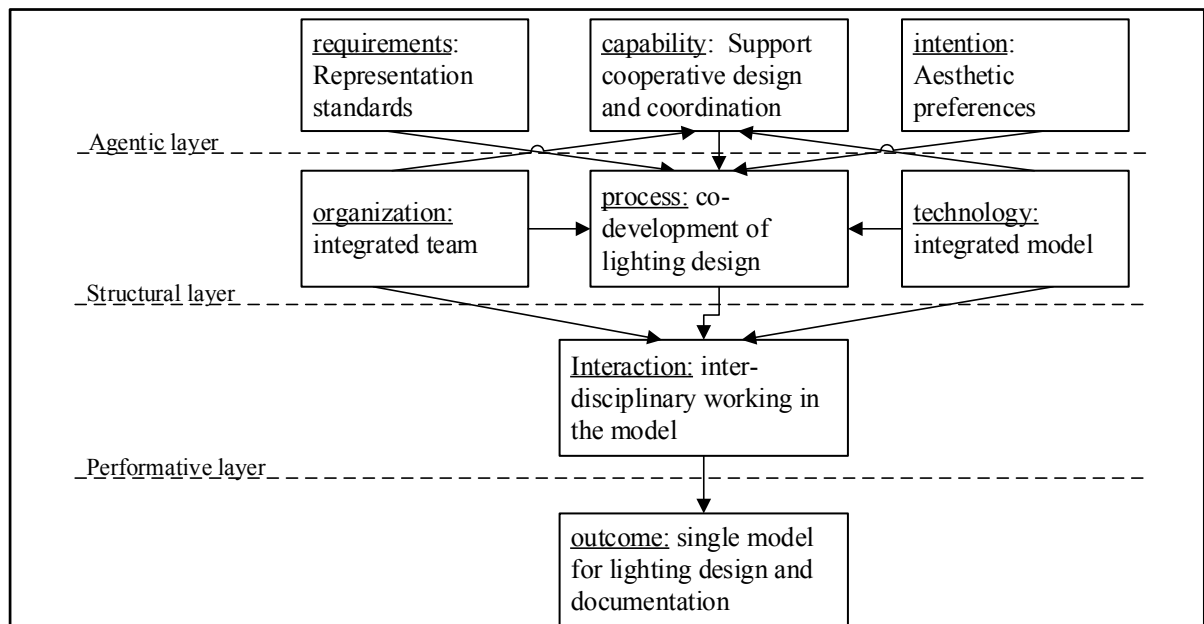 requirements:
Representation
standards
capability:  Support
cooperative design
and coordination
intention:
Aesthetic
preferences
Agentic layer
organization:
integrated team
process: co-
development of
lighting design
technology:
integrated model
Structural layer
Interaction: inter-
disciplinary working in
the model
Performative layer
outcome: single model
for lighting design and
documentation